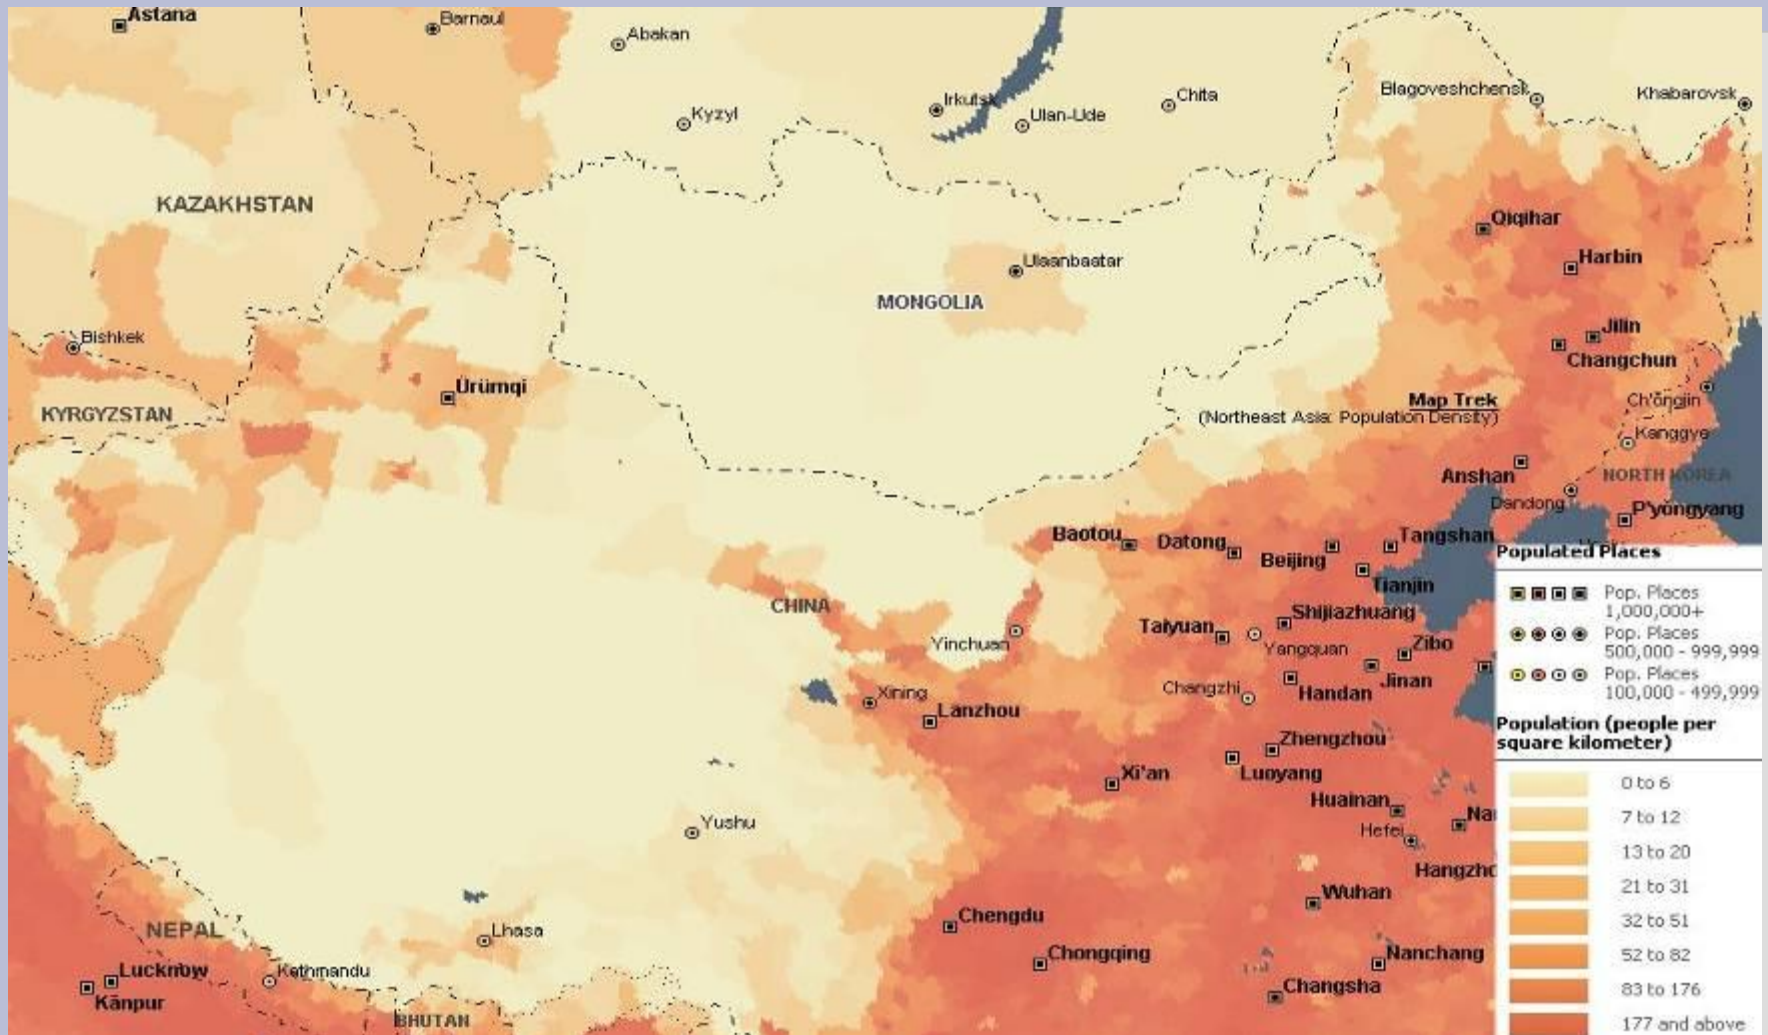 Astana
Barnaul
Abakan
Kyzyl
Irkutsk
Ulan-Ude
Chita
Blagoveshchensk
Khabarovsk
KAZAKHSTAN
Qiqihar
Harbin
Ulaanbaatar
MONGOLIA
Bishkek
Jilin
Changchun
Ürümqi
KYRGYZSTAN
Map Trek
(Northeast Asia: Population Density)
Ch'ŏngjin
Kanggye
Anshan
NORTH KOREA
Dandong
P'yŏngyang
Baotou
Datong
Beijing
Tangshan
Tianjin
CHINA
Shijiazhuang
Taiyuan
Yangquan
Zibo
Yinchuan
Jinan
Xining
Changzhi
Handan
Lanzhou
Zhengzhou
Luoyang
Xi'an
Huainan
Na
Yushu
Hefei
Hangzho
Wuhan
Chengdu
NEPAL
Lhasa
Chongqing
Nanchang
Lucknow
Kathmandu
Kānpur
Changsha
BHUTAN
Populated Places
Pop. Places
1,000,000+
Pop. Places
500,000 - 999,999
Pop. Places
100,000 - 499,999
Population (people per
square kilometer)
0 to 6
7 to 12
13 to 20
21 to 31
32 to 51
52 to 82
83 to 176
177 and above